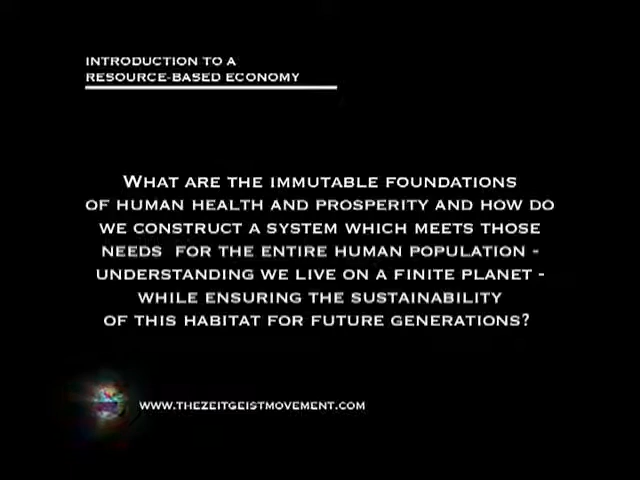 INTRODUCTION TO A
RESOURCE-BASED ECONOMY
WHAT ARE THE IMMUTABLE FOUNDATIONS
OF HUMAN HEALTH AND PROSPERITY AND HOW DO
WE CONSTRUCT A SYSTEM WHICH MEETS THOSE
NEEDS FOR THE ENTIRE HUMAN POPULATION -
UNDERSTANDING WE LIVE ON A FINITE PLANET -
WHILE ENSURING THE SUSTAINABILITY
OF THIS HABITAT FOR FUTURE GENERATIONS?
WWW.THEZEITGEISTMOVEMENT.COM